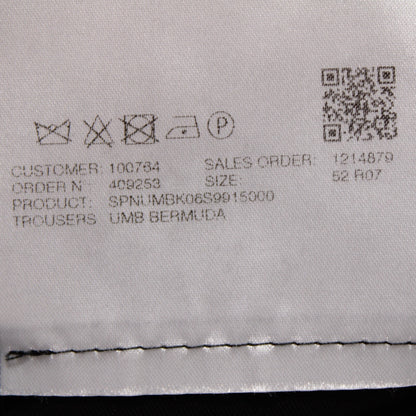 P
CUSTOMER: 100764 SALES ORDER: 1214879
ORDER N°: 409253 SIZE: 52 R07
PRODUCT: SPNUMBK06S9915000
TROUSERS UMB BERMUDA